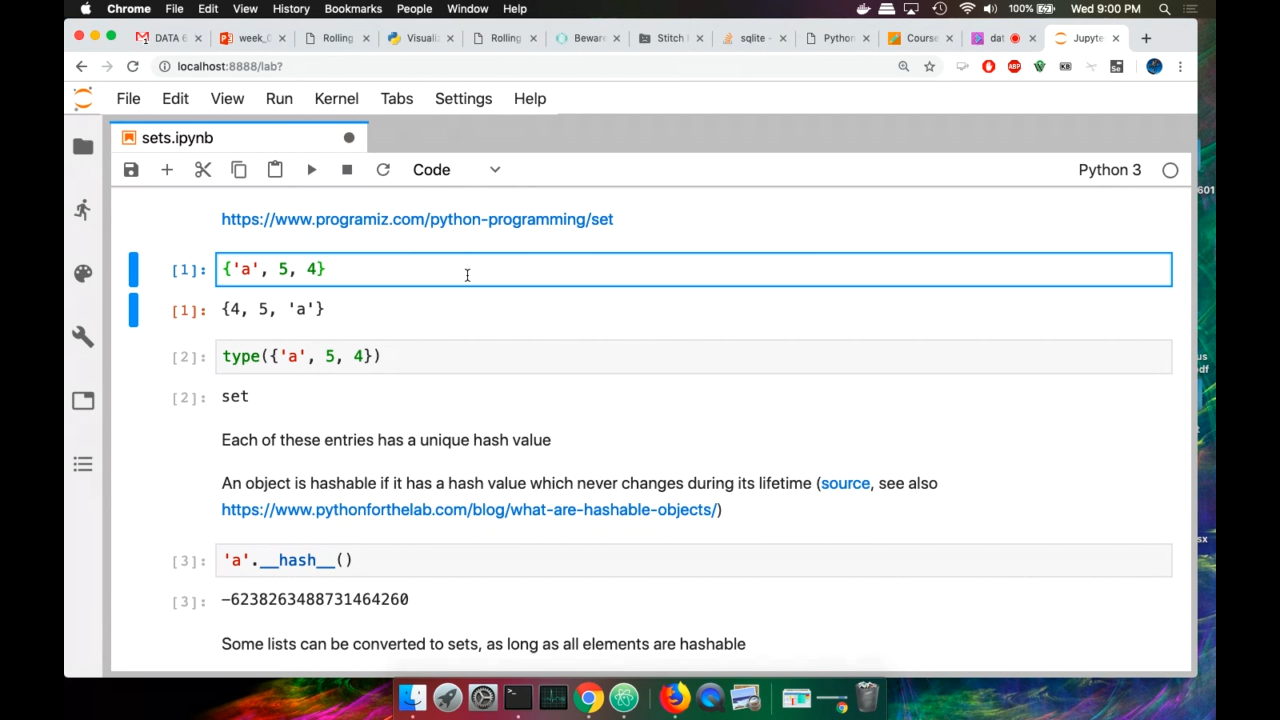 Chrome File Edit View History Bookmarks People Window Help 100% Wed 9:00 PM
DATA 6 week_0 Rolling Visuali Rolling Beware Stitch sqlite - Python Course dat Jupyte
localhost:8888/lab?
File Edit View Run Kernel Tabs Settings Help
sets.ipynb
Code Python 3
https://www.programiz.com/python-programming/set
[1]: {'a', 5, 4}
[1]: {4, 5, 'a'}
[2]: type({'a', 5, 4})
[2]: set
Each of these entries has a unique hash value
An object is hashable if it has a hash value which never changes during its lifetime (source, see also
https://www.pythonforthelab.com/blog/what-are-hashable-objects/)
[3]: 'a'.__hash__()
[3]: -6238263488731464260
Some lists can be converted to sets, as long as all elements are hashable
601
us
df
sx